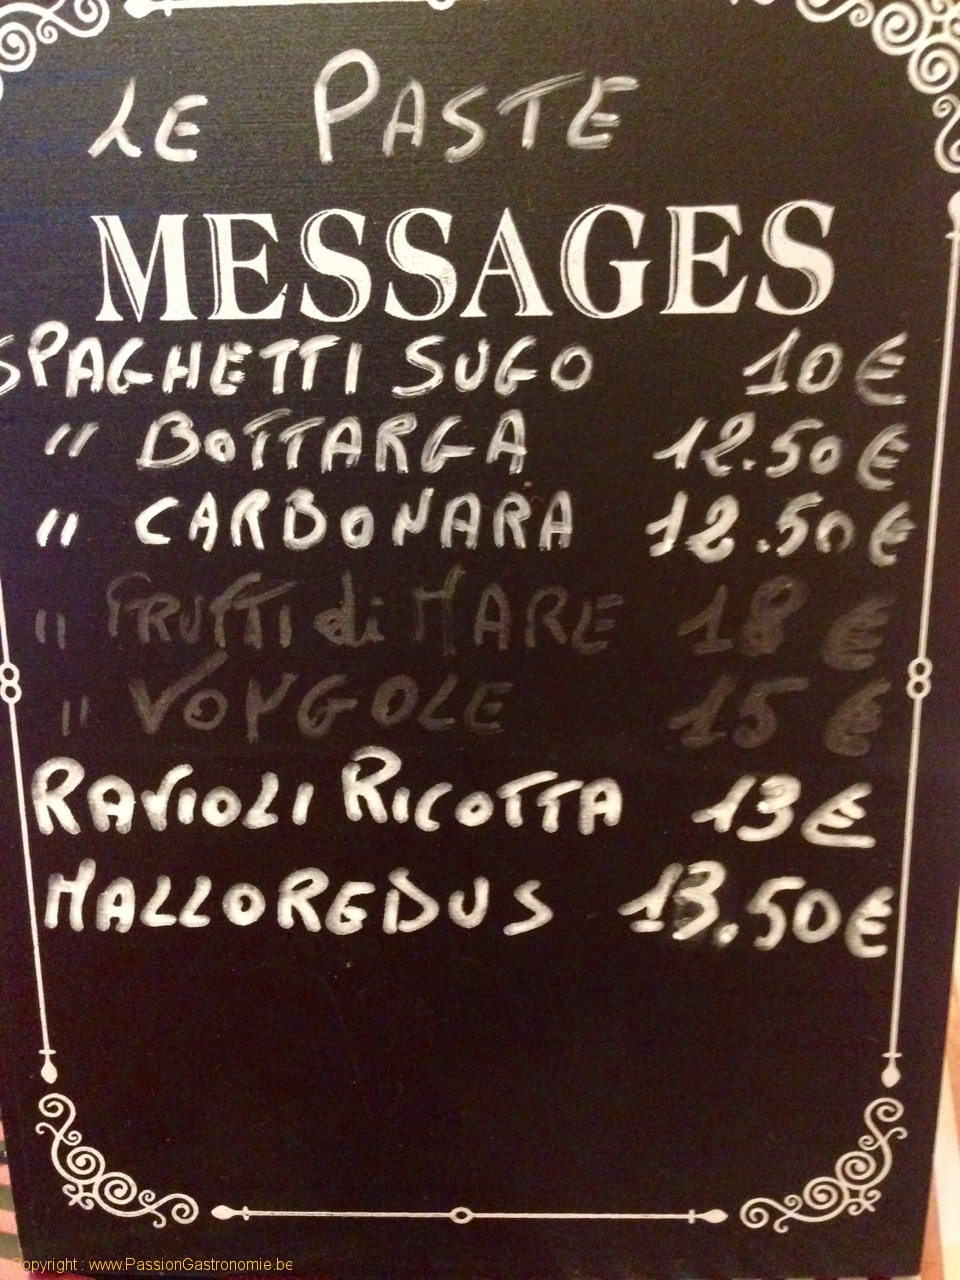 LE PASTE
MESSAGES
SPAGHETTI SUGO 10 €
" BOTTARGA 12.50 €
" CARBONARA 12.50 €
" FRUTTI di MARE 18 €
" VONGOLE 15 €
RAVIOLI RICOTTA 13 €
MALLOREDUS 13.50 €
Copyright : www.PassionGastronomie.be